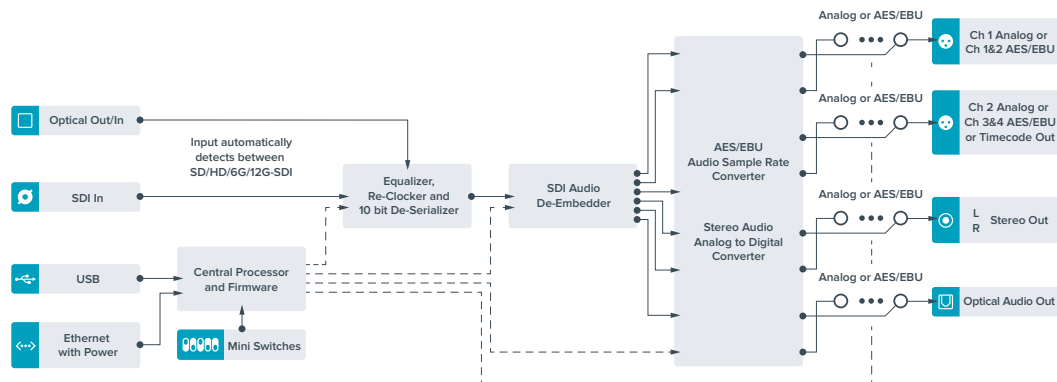 Analog or AES/EBU
Ch 1 Analog or
Ch 1&2 AES/EBU
Optical Out/In
Input automatically
detects between
SD/HD/6G/12G-SDI
Analog or AES/EBU
Ch 2 Analog or
Ch 3&4 AES/EBU
or Timecode Out
AES/EBU
Audio Sample Rate
Converter
SDI In
Equalizer,
Re-Clocker and
10 bit De-Serializer
SDI Audio
De-Embedder
Stereo Audio
Analog to Digital
Converter
Analog or AES/EBU
L
R
Stereo Out
USB
Central Processor
and Firmware
Analog or AES/EBU
Optical Audio Out
Ethernet
with Power
Mini Switches